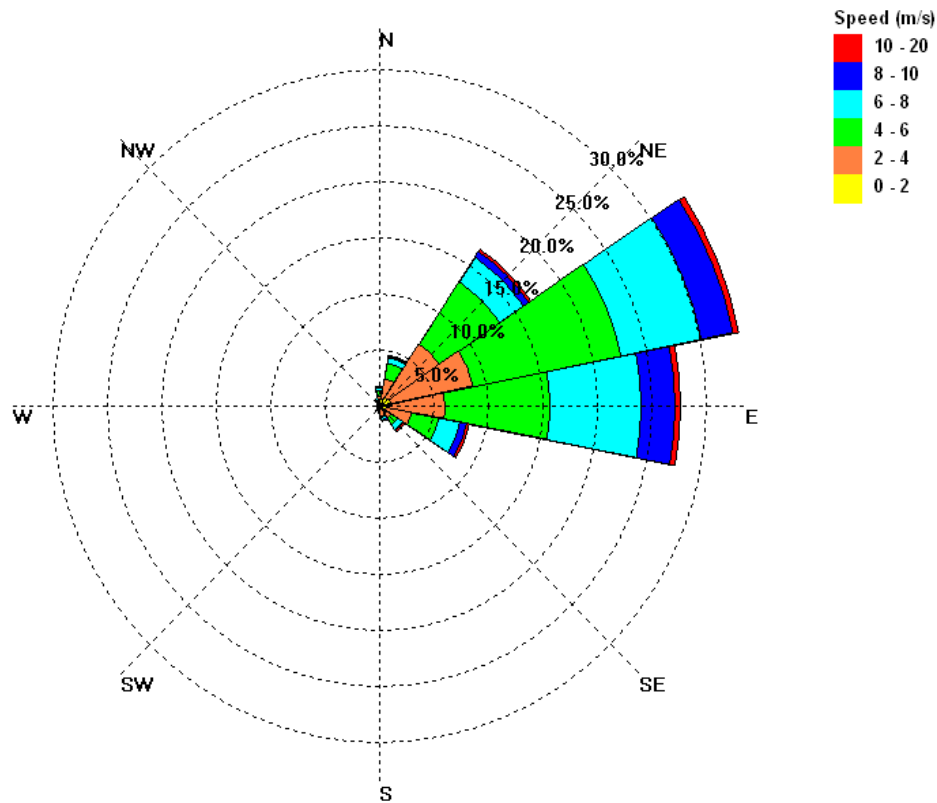 Speed (m/s)
10 - 20
8 - 10
6 - 8
4 - 6
2 - 4
0 - 2
N
NW
NE
30.0%
25.0%
20.0%
15.0%
10.0%
5.0%
W
E
SW
SE
S